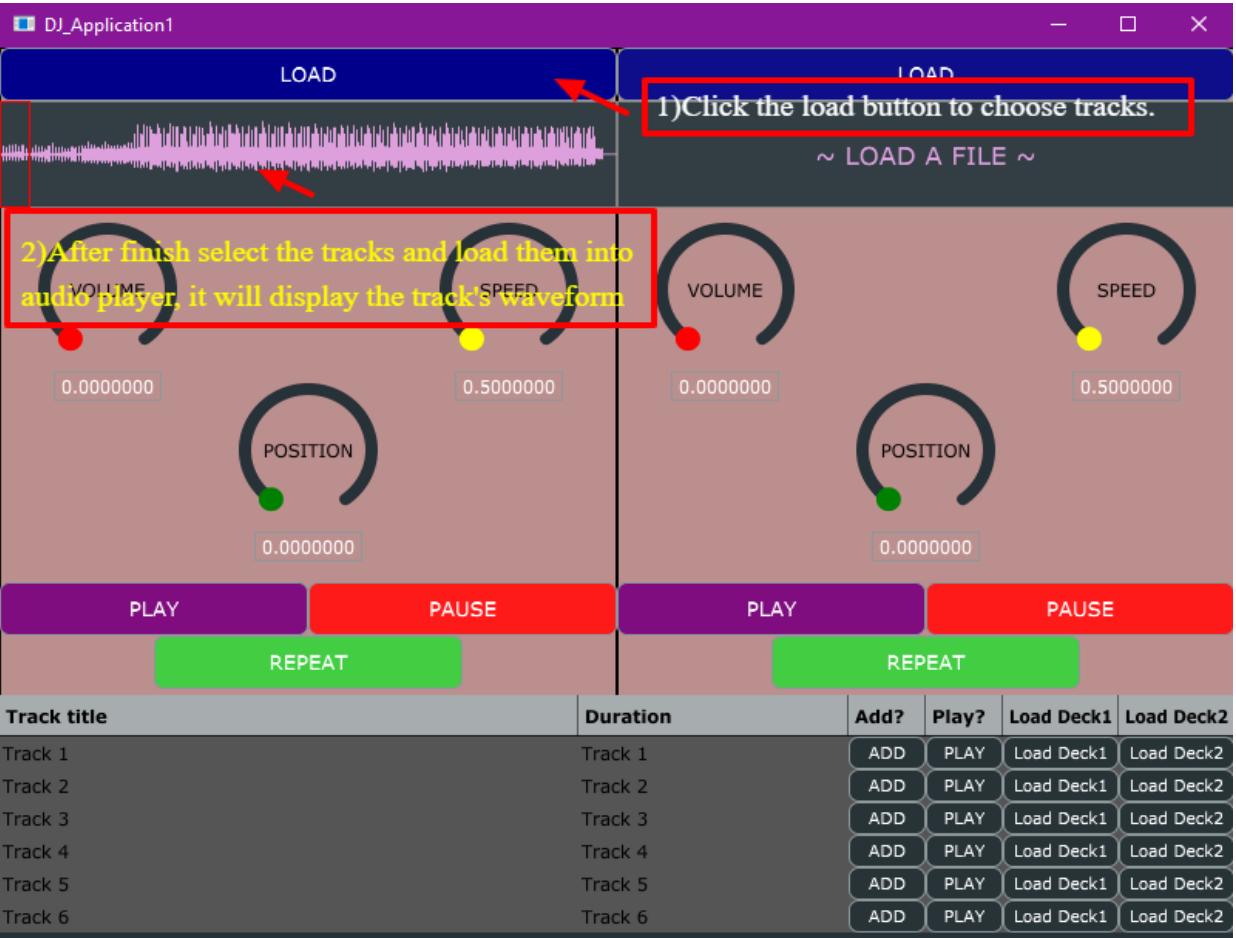 DJ_Application1
LOAD
LOAD
1)Click the load button to choose tracks.
~ LOAD A FILE ~
2)After finish select the tracks and load them into
audio player, it will display the track's waveform
VOLUME
SPEED
VOLUME
SPEED
0.0000000
0.5000000
0.0000000
0.5000000
POSITION
POSITION
0.0000000
0.0000000
PLAY
PAUSE
PLAY
PAUSE
REPEAT
REPEAT
Track title Duration Add? Play? Load Deck1 Load Deck2
Track 1 Track 1 ADD PLAY Load Deck1 Load Deck2
Track 2 Track 2 ADD PLAY Load Deck1 Load Deck2
Track 3 Track 3 ADD PLAY Load Deck1 Load Deck2
Track 4 Track 4 ADD PLAY Load Deck1 Load Deck2
Track 5 Track 5 ADD PLAY Load Deck1 Load Deck2
Track 6 Track 6 ADD PLAY Load Deck1 Load Deck2